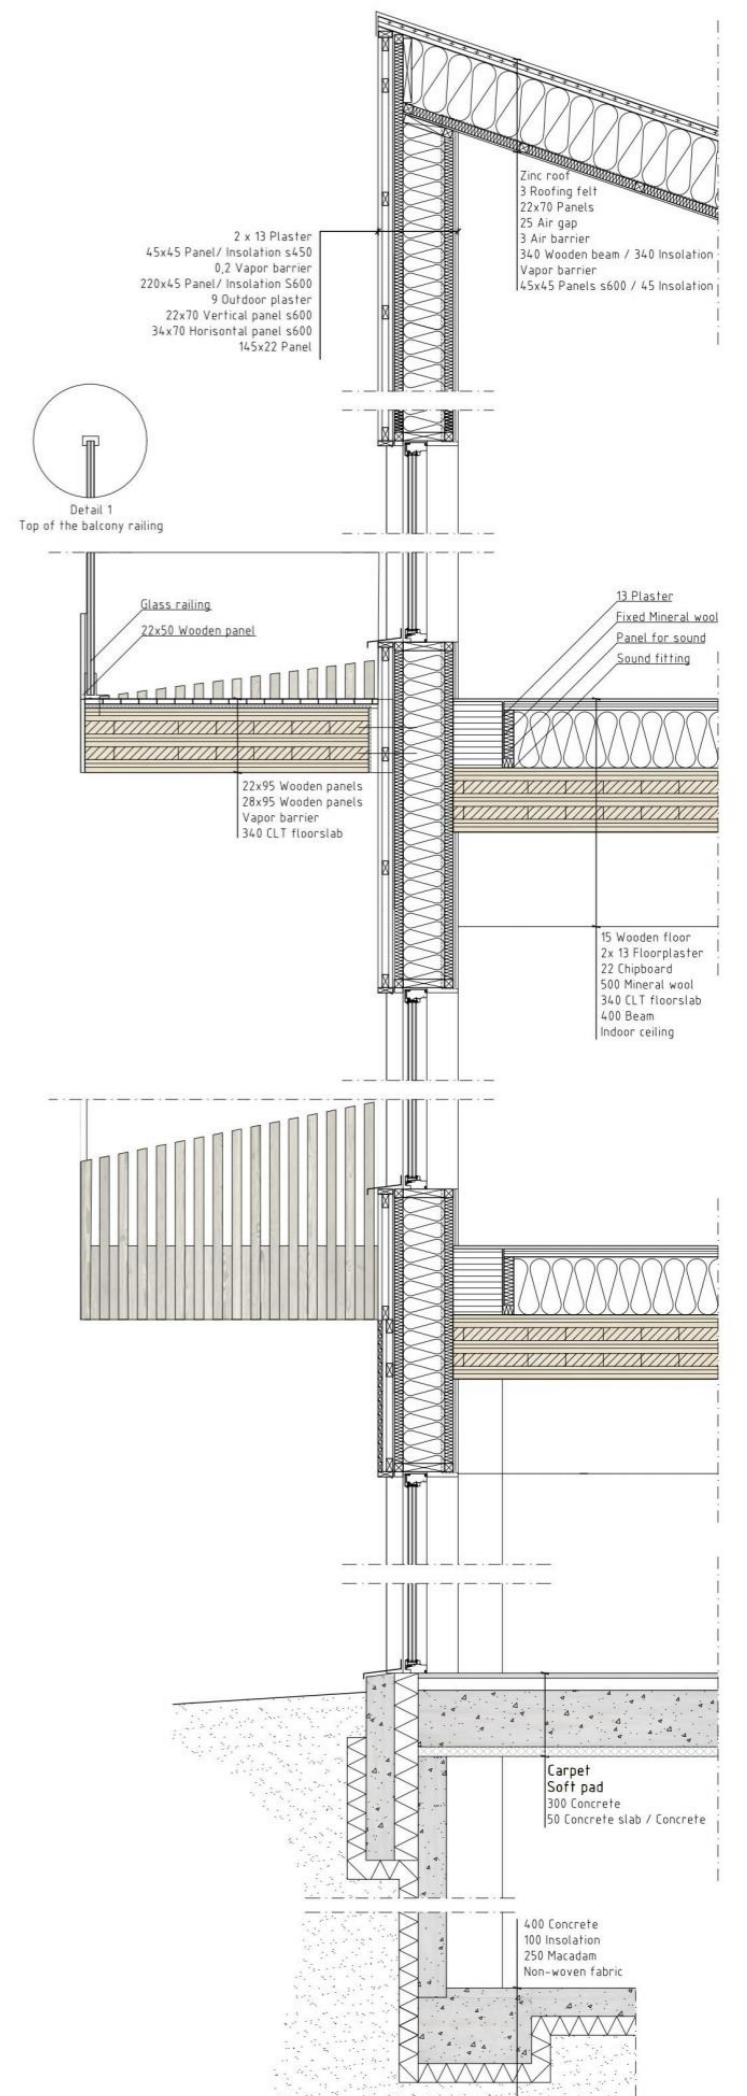 Zinc roof
3 Roofing felt
22x70 Panels
25 Air gap
3 Air barrier
340 Wooden beam / 340 Insolation
Vapor barrier
45x45 Panels s600 / 45 Insolation
2 x 13 Plaster
45x45 Panel/ Insolation s450
0,2 Vapor barrier
220x45 Panel/ Insolation S600
9 Outdoor plaster
22x70 Vertical panel s600
34x70 Horisontal panel s600
145x22 Panel
Detail 1
Top of the balcony railing
Glass railing
22x50 Wooden panel
13 Plaster
Fixed Mineral wool
Panel for sound
Sound fitting
22x95 Wooden panels
28x95 Wooden panels
Vapor barrier
340 CLT floorslab
15 Wooden floor
2x 13 Floorplaster
22 Chipboard
500 Mineral wool
340 CLT floorslab
400 Beam
Indoor ceiling
Carpet
Soft pad
300 Concrete
50 Concrete slab / Concrete
400 Concrete
100 Insolation
250 Macadam
Non-woven fabric